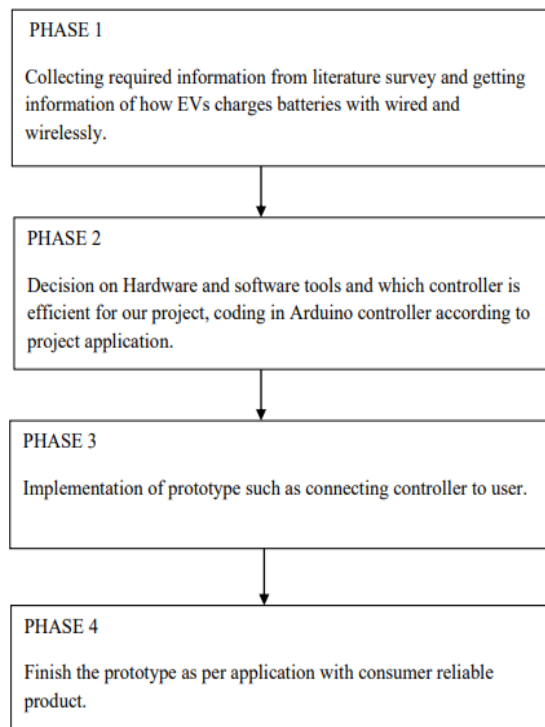 PHASE 1
Collecting required information from literature survey and getting
information of how EVs charges batteries with wired and
wirelessly.
PHASE 2
Decision on Hardware and software tools and which controller is
efficient for our project, coding in Arduino controller according to
project application.
PHASE 3
Implementation of prototype such as connecting controller to user.
PHASE 4
Finish the prototype as per application with consumer reliable
product.